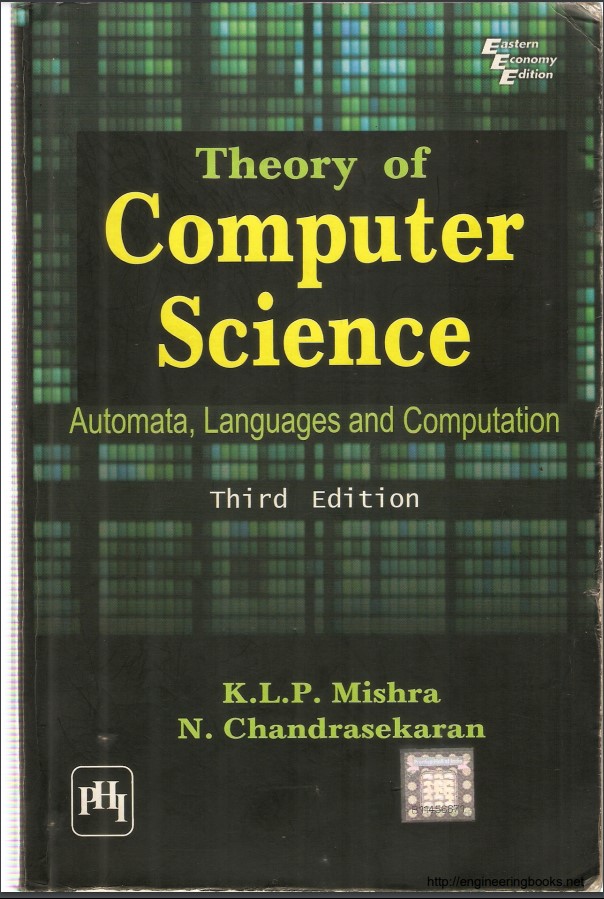 Eastern
Economy
Edition
Theory of
Computer
Science
Automata, Languages and Computation
Third Edition
K.L.P. Mishra
N. Chandrasekaran
PHI
http://engineeringbooks.net